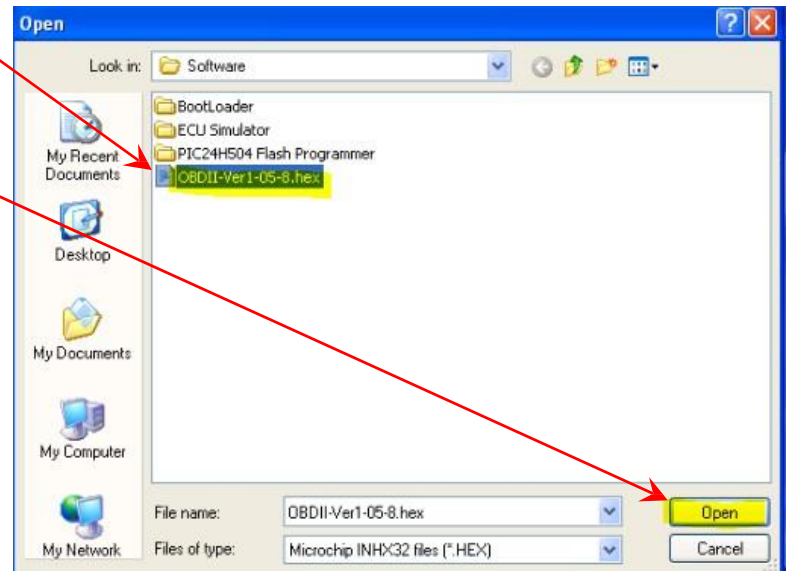 Open
Look in: Software
BootLoader
ECU Simulator
PIC24H504 Flash Programmer
OBDII-Ver1-05-8.hex
My Recent
Documents
Desktop
My Documents
My Computer
My Network
File name: OBDII-Ver1-05-8.hex Open
Files of type: Microchip INHX32 files (*.HEX) Cancel